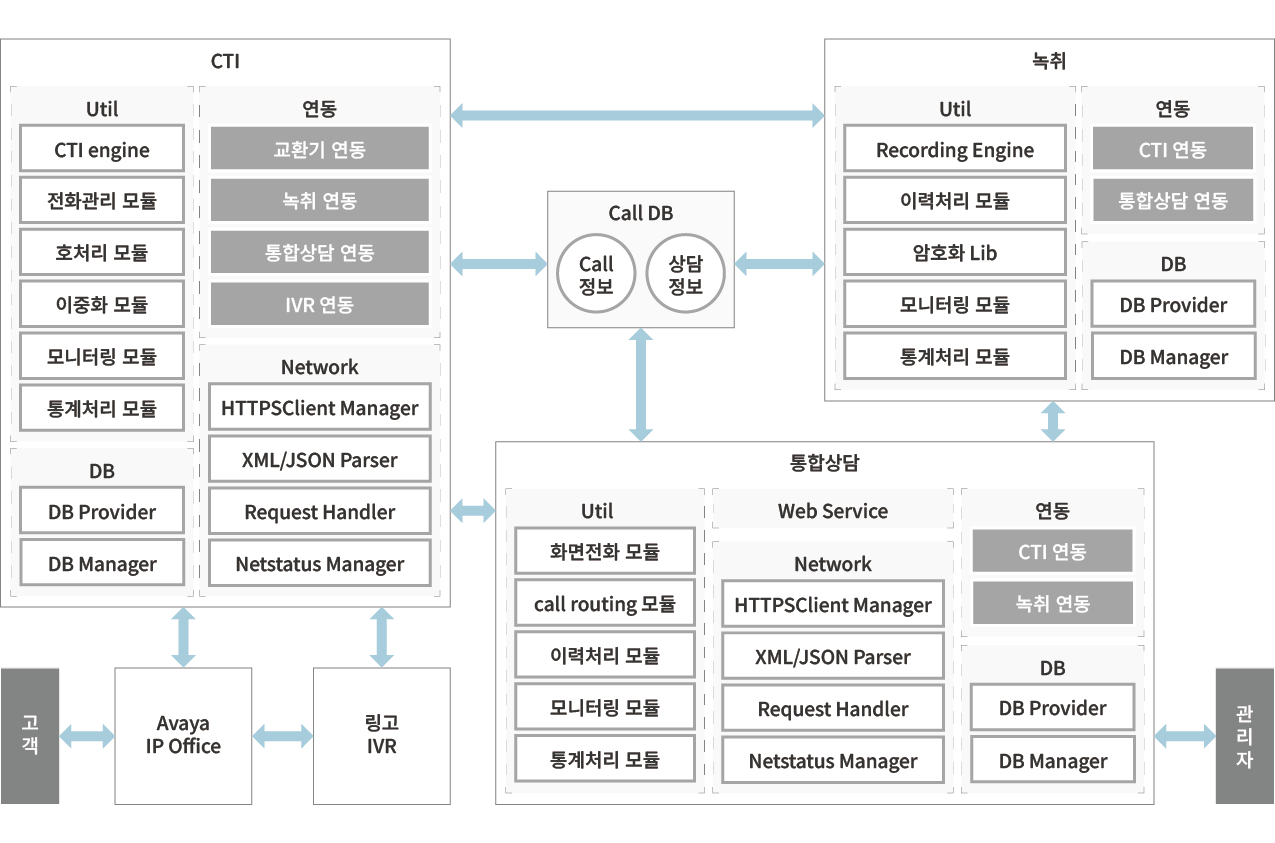 CTI
Util
CTI engine
전화관리 모듈
호처리 모듈
이중화 모듈
모니터링 모듈
통계처리 모듈
DB
DB Provider
DB Manager
연동
교환기 연동
녹취 연동
통합상담 연동
IVR 연동
Network
HTTPSClient Manager
XML/JSON Parser
Request Handler
Netstatus Manager
Call DB
Call
정보
상담
정보
녹취
Util
Recording Engine
이력처리 모듈
암호화 Lib
모니터링 모듈
통계처리 모듈
연동
CTI 연동
통합상담 연동
DB
DB Provider
DB Manager
통합상담
Util
화면전화 모듈
call routing 모듈
이력처리 모듈
모니터링 모듈
통계처리 모듈
Web Service
Network
HTTPSClient Manager
XML/JSON Parser
Request Handler
Netstatus Manager
연동
CTI 연동
녹취 연동
DB
DB Provider
DB Manager
고
객
Avaya
IP Office
링고
IVR
관
리
자